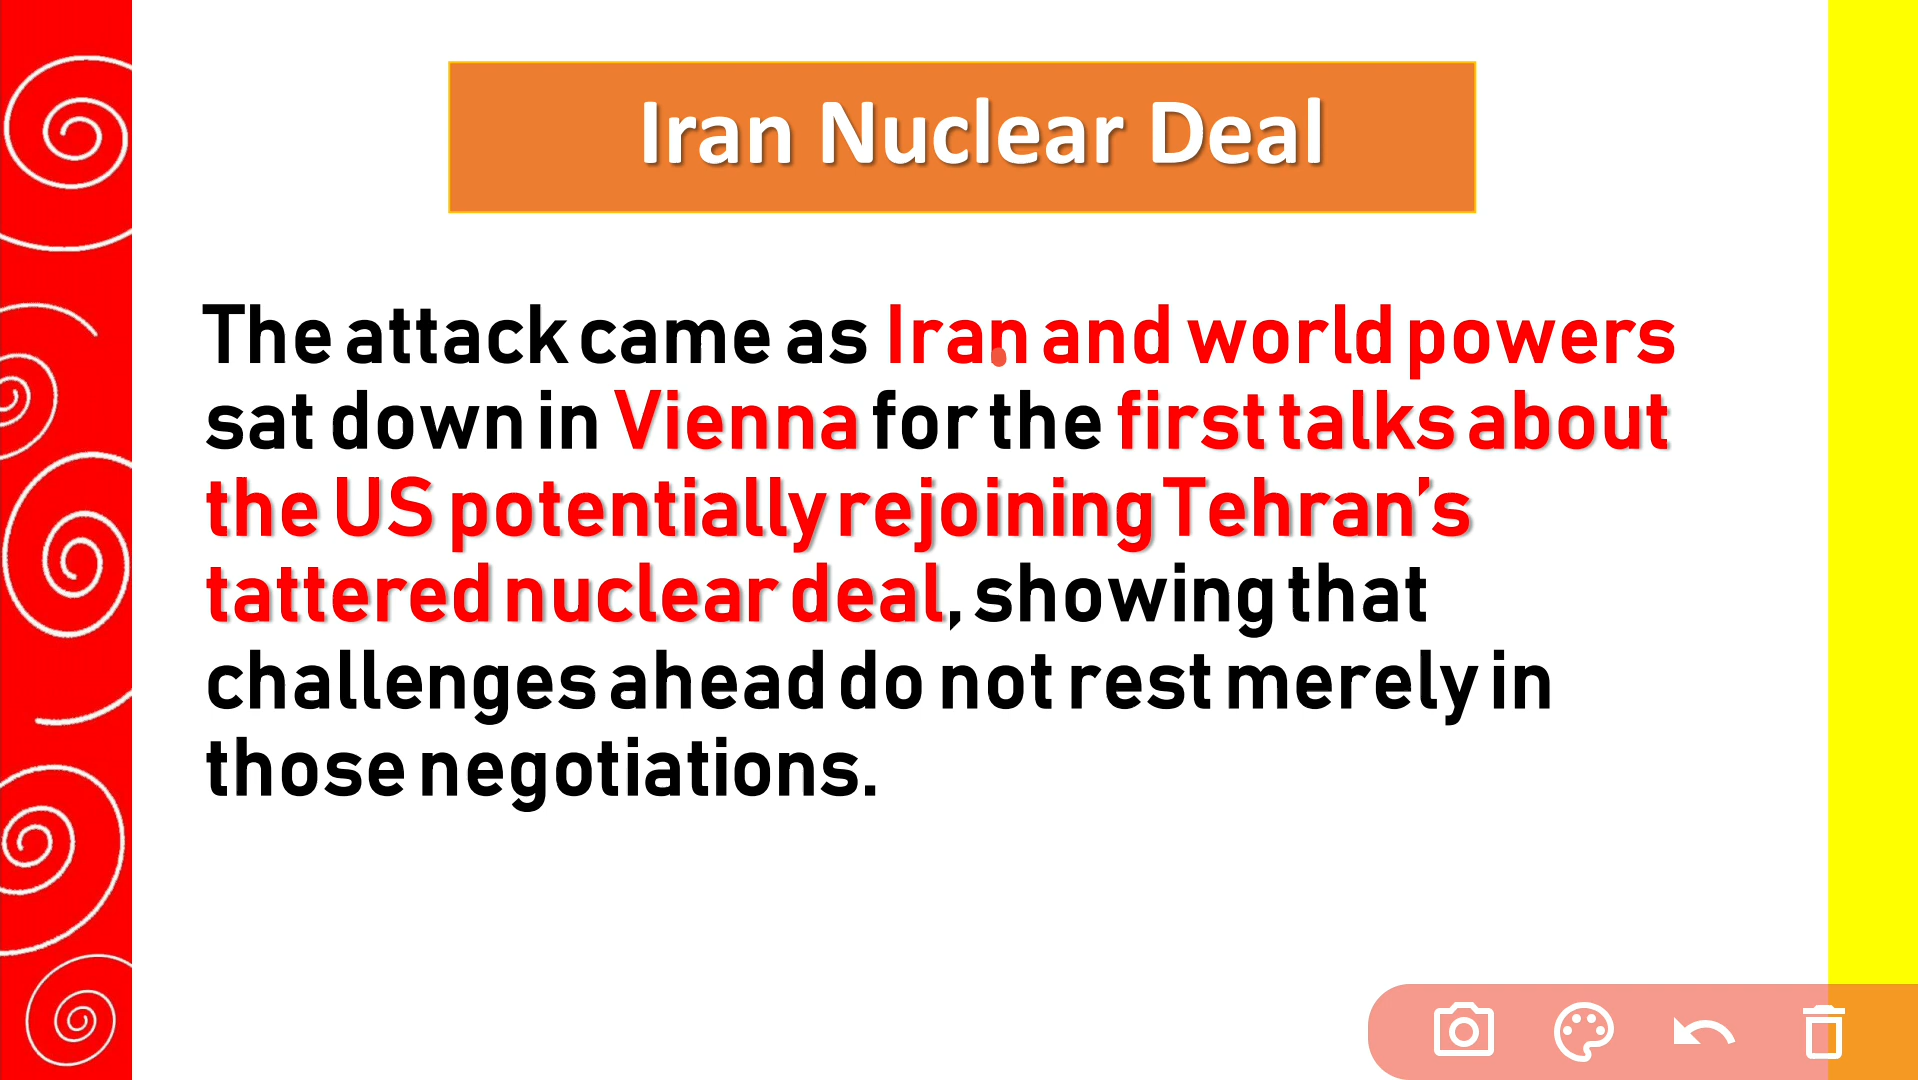 Iran Nuclear Deal
The attack came as Iran and world powers
sat down in Vienna for the first talks about
the US potentially rejoining Tehran’s
tattered nuclear deal, showing that
challenges ahead do not rest merely in
those negotiations.